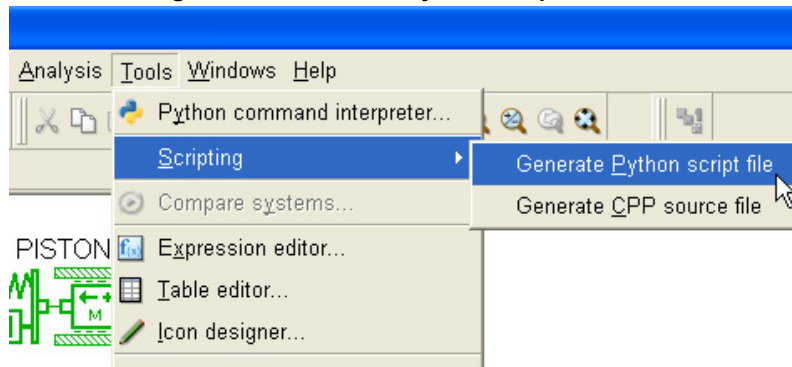 Analysis Tools Windows Help
Python command interpreter...
Scripting
Generate Python script file
Compare systems...
Generate CPP source file
PISTON
Expression editor...
f(x)
Table editor...
M
Icon designer...